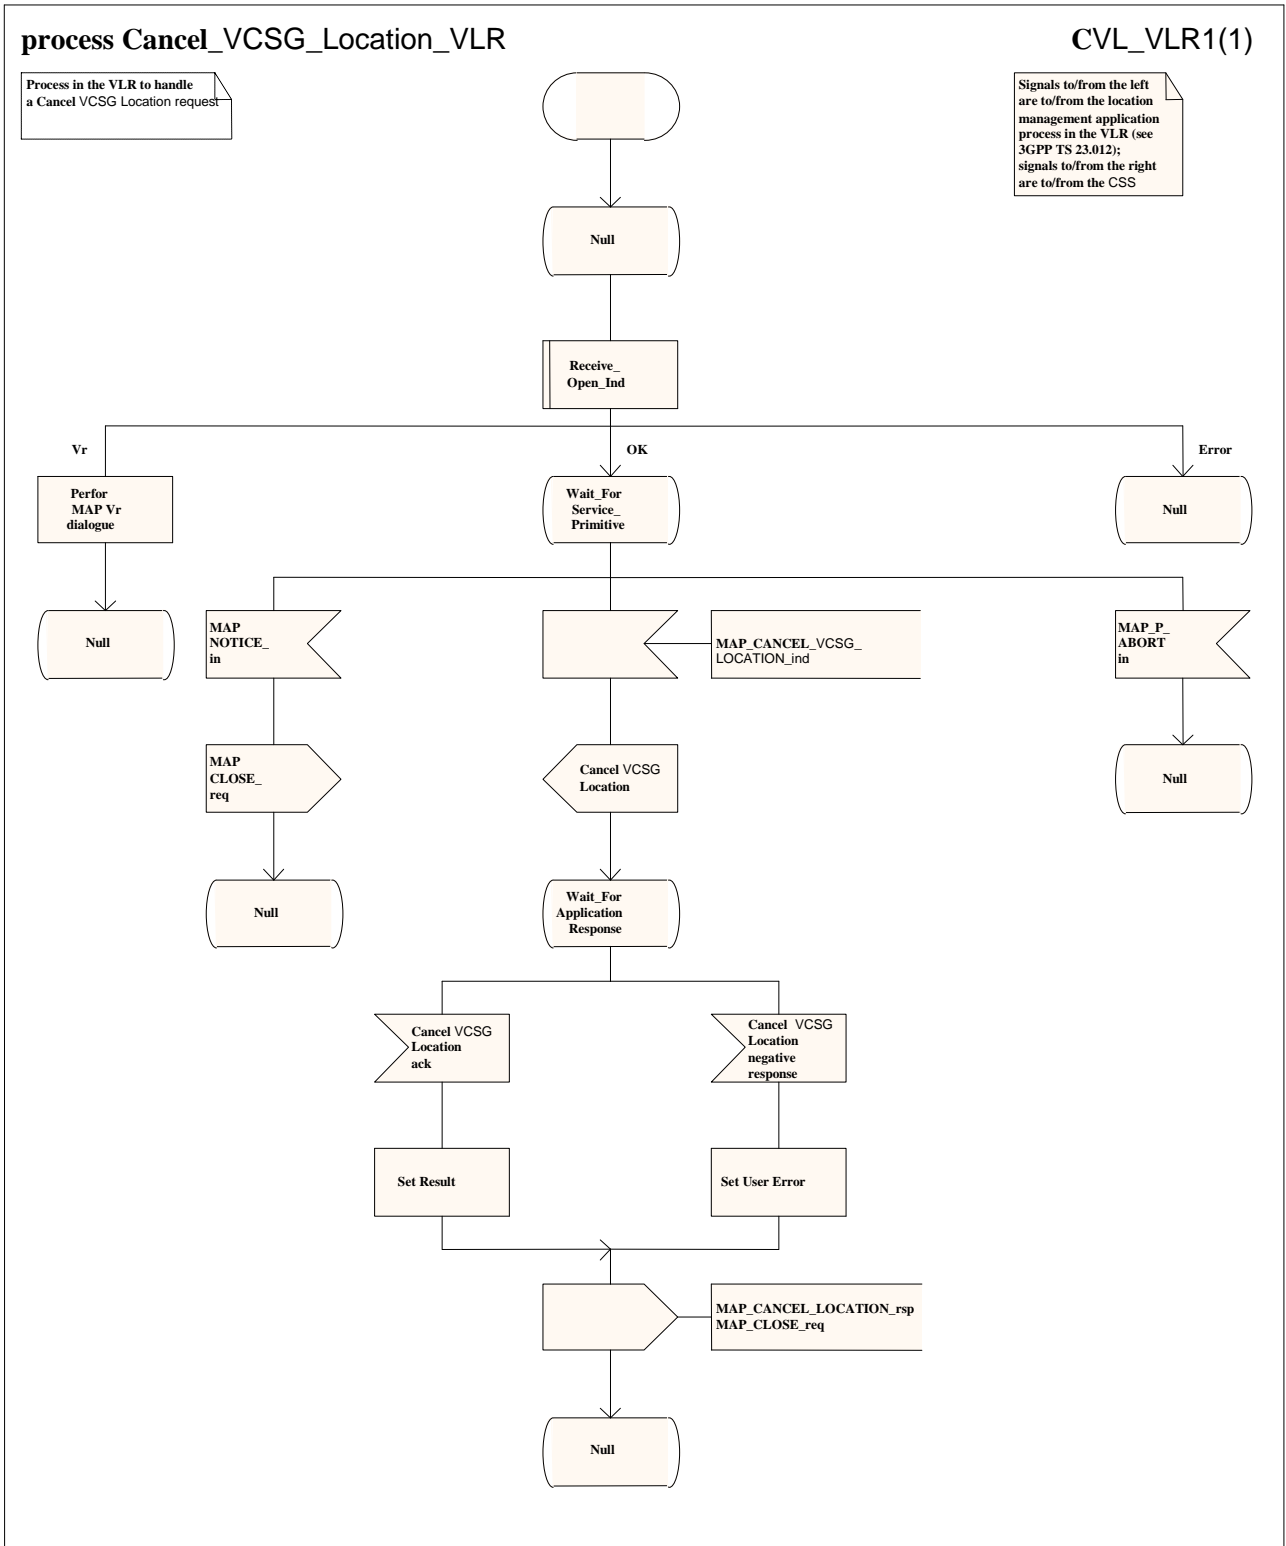 process Cancel_VCSG_Location_VLR
CVL_VLR1(1)
Process in the VLR to handle
a Cancel VCSG Location request
Signals to/from the left
are to/from the location
management application
process in the VLR (see
3GPP TS 23.012);
signals to/from the right
are to/from the CSS
Null
Receive_
Open_Ind
Vr
OK
Error
Perfor
MAP Vr
dialogue
Wait_For
Service_
Primitive
Null
Null
MAP
NOTICE_
in
MAP_CANCEL_VCSG_
LOCATION_ind
MAP_P_
ABORT
in
MAP
CLOSE_
req
Cancel VCSG
Location
Null
Null
Wait_For
Application
Response
Cancel VCSG
Location
ack
Cancel VCSG
Location
negative
response
Set Result
Set User Error
MAP_CANCEL_LOCATION_rsp
MAP_CLOSE_req
Null